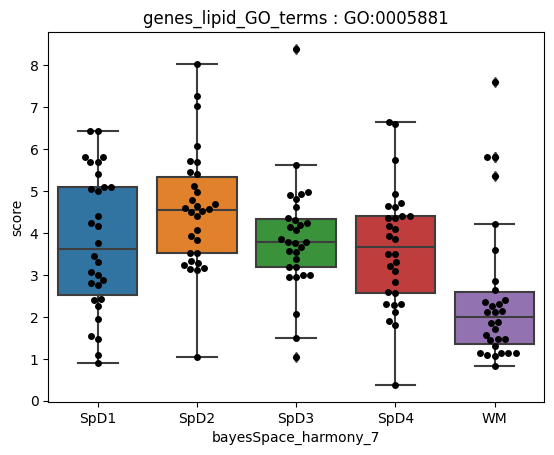 genes_lipid_GO_terms : GO:0005881
score
8
7
6
5
4
3
2
1
0
SpD1 SpD2 SpD3 SpD4 WM
bayesSpace_harmony_7